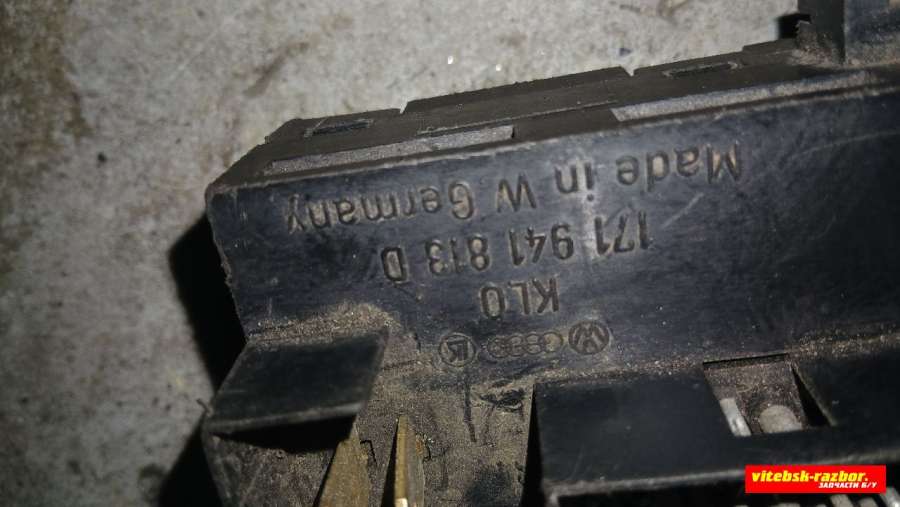 Made in W Germany
171 941 813 D
KLO
vitebsk-razbor.
ЗАПЧАСТИ Б/У